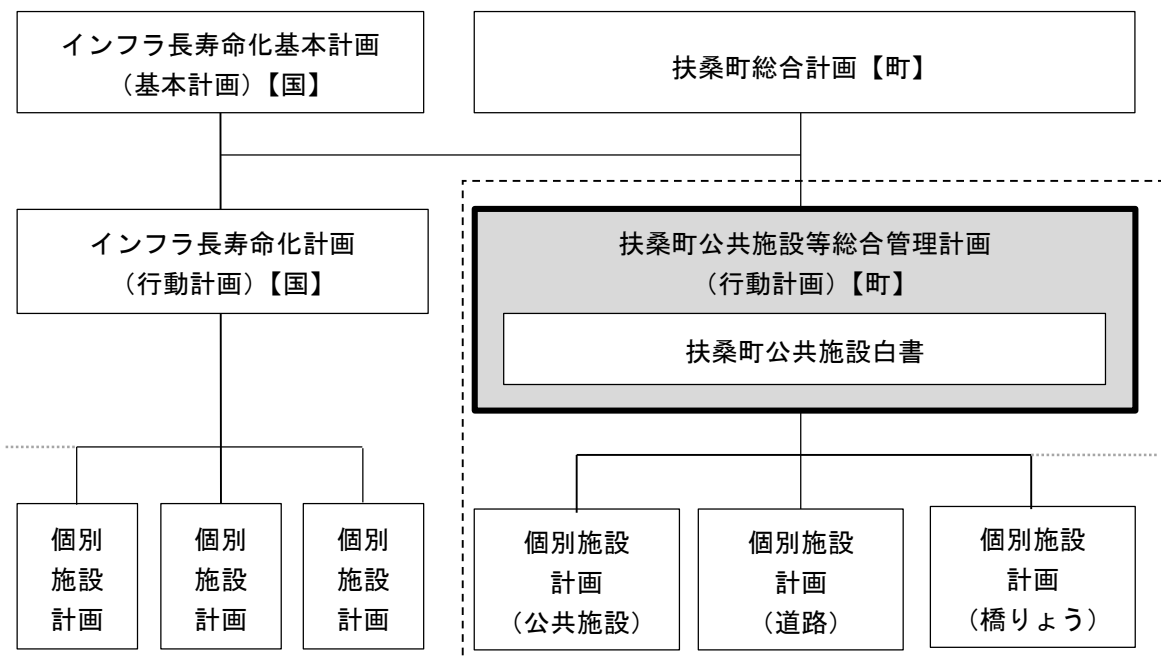 インフラ長寿命化基本計画
（基本計画）【国】
扶桑町総合計画【町】
インフラ長寿命化計画
（行動計画）【国】
扶桑町公共施設等総合管理計画
（行動計画）【町】
扶桑町公共施設白書
個別
施設
計画
個別
施設
計画
個別
施設
計画
個別施設
計画
（公共施設）
個別施設
計画
（道路）
個別施設
計画
（橋りょう）